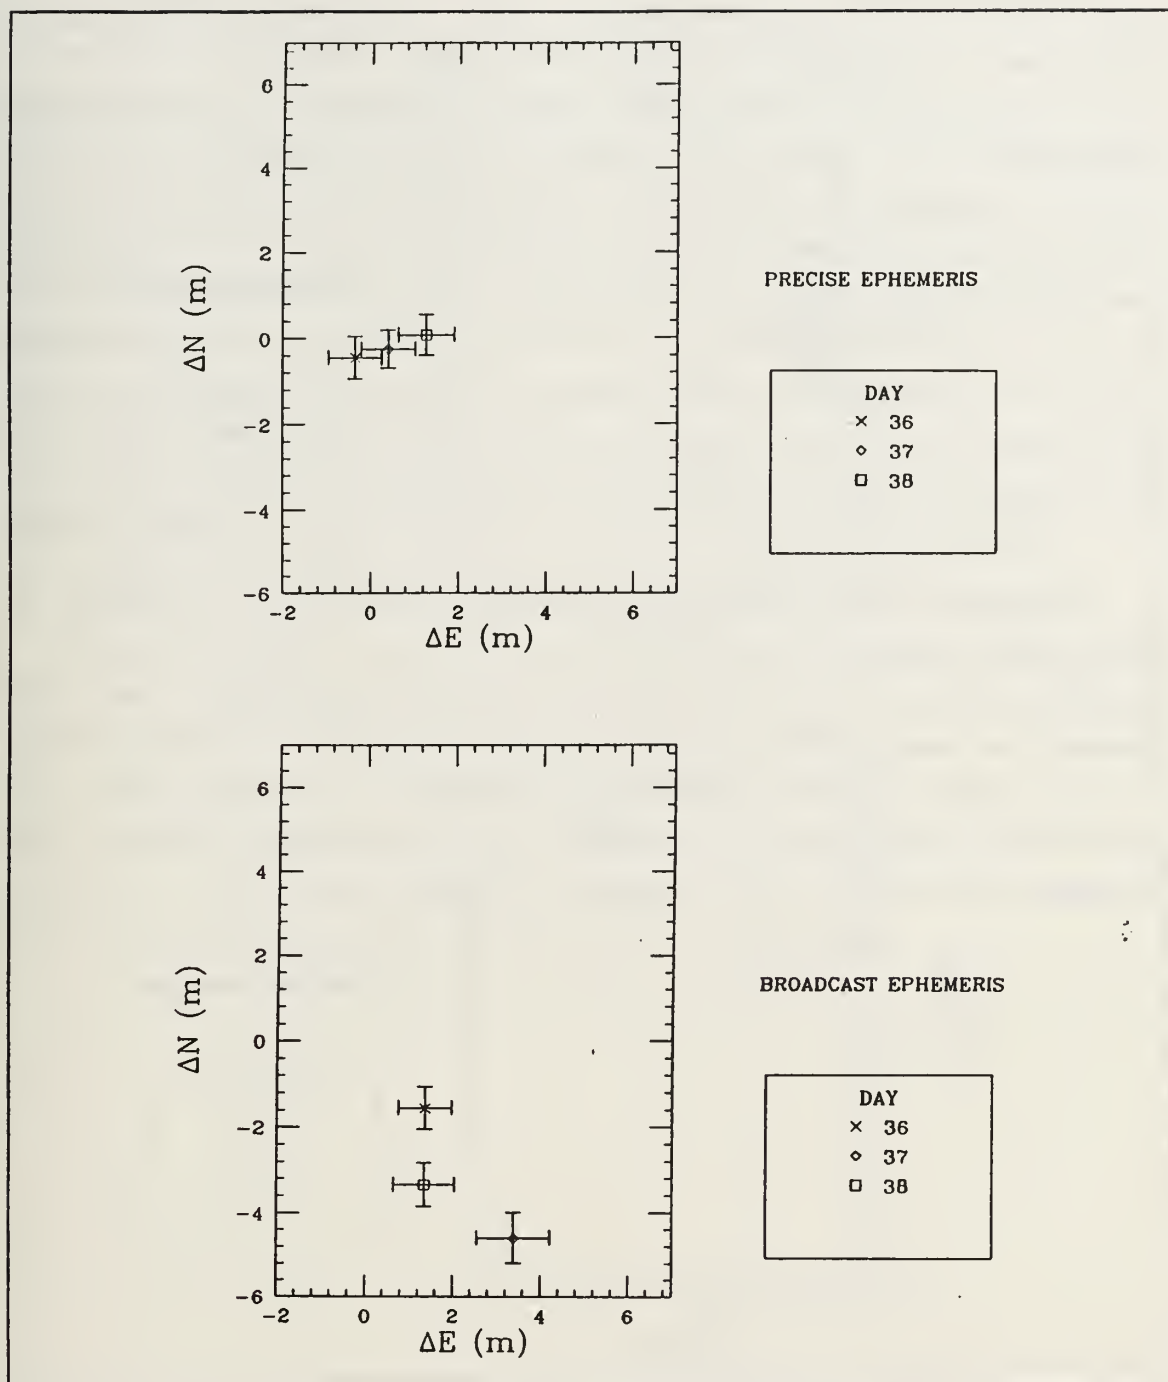 6
4
2
0
−2
−4
−6
−2 0 2 4 6
ΔN (m)
ΔE (m)
PRECISE EPHEMERIS
DAY
× 36
◇ 37
□ 38
6
4
2
0
−2
−4
−6
−2 0 2 4 6
ΔN (m)
ΔE (m)
BROADCAST EPHEMERIS
DAY
× 36
◇ 37
□ 38